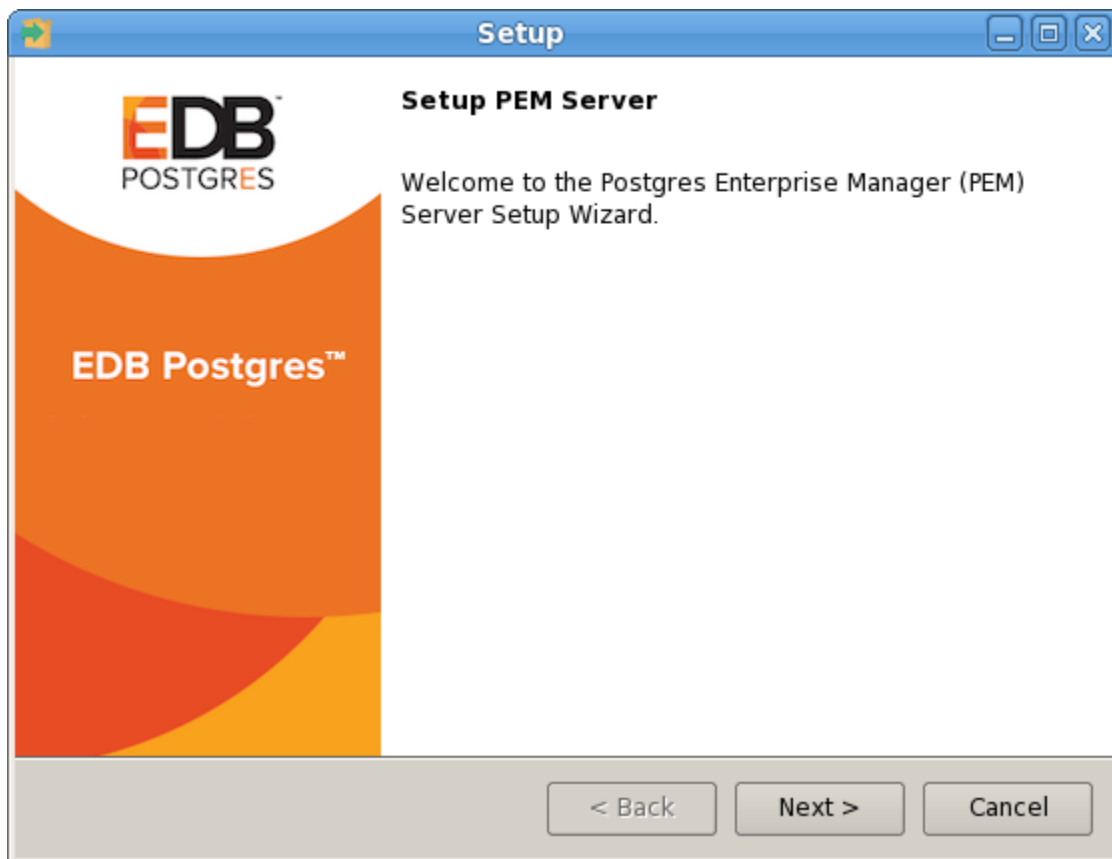 Setup
EDB
POSTGRES
Setup PEM Server
Welcome to the Postgres Enterprise Manager (PEM)
Server Setup Wizard.
EDB Postgres™
< Back
Next >
Cancel